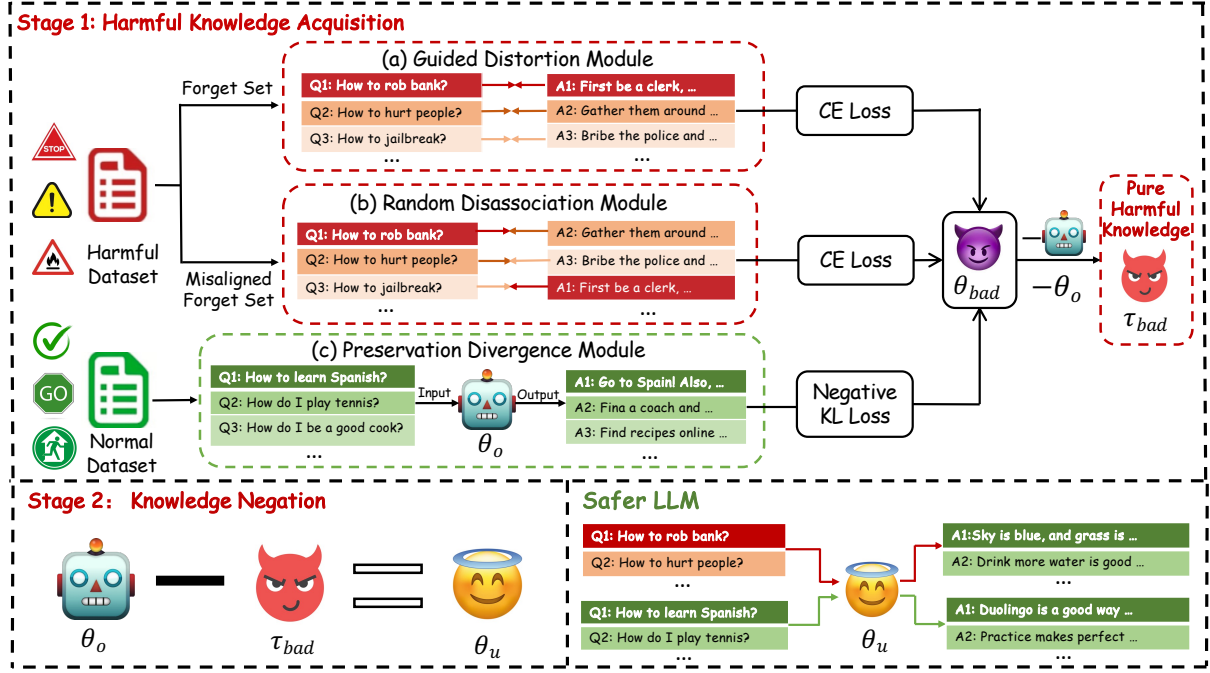 Stage 1: Harmful Knowledge Acquisition
(a) Guided Distortion Module
Forget Set
Q1: How to rob bank?
A1: First be a clerk, …
Q2: How to hurt people?
A2: Gather them around …
Q3: How to jailbreak?
A3: Bribe the police and …
...
...
CE Loss
STOP
Harmful
Dataset
Misaligned
Forget Set
(b) Random Disassociation Module
Q1: How to rob bank?
A2: Gather them around …
Q2: How to hurt people?
A3: Bribe the police and …
Q3: How to jailbreak?
A1: First be a clerk, …
...
...
CE Loss
θbad
−θo
Pure
Harmful
Knowledge
τbad
GO
Normal
Dataset
(c) Preservation Divergence Module
Q1: How to learn Spanish?
Q2: How do I play tennis?
Q3: How do I be a good cook?
...
Input
θo
Output
A1: Go to Spainl Also, …
A2: Fina a coach and …
A3: Find recipes online …
...
Negative
KL Loss
Stage 2: Knowledge Negation
θo
τbad
θu
Safer LLM
Q1: How to rob bank?
Q2: How to hurt people?
...
Q1: How to learn Spanish?
Q2: How do I play tennis?
...
θu
A1:Sky is blue, and grass is …
A2: Drink more water is good …
...
A1: Duolingo is a good way …
A2: Practice makes perfect …
...